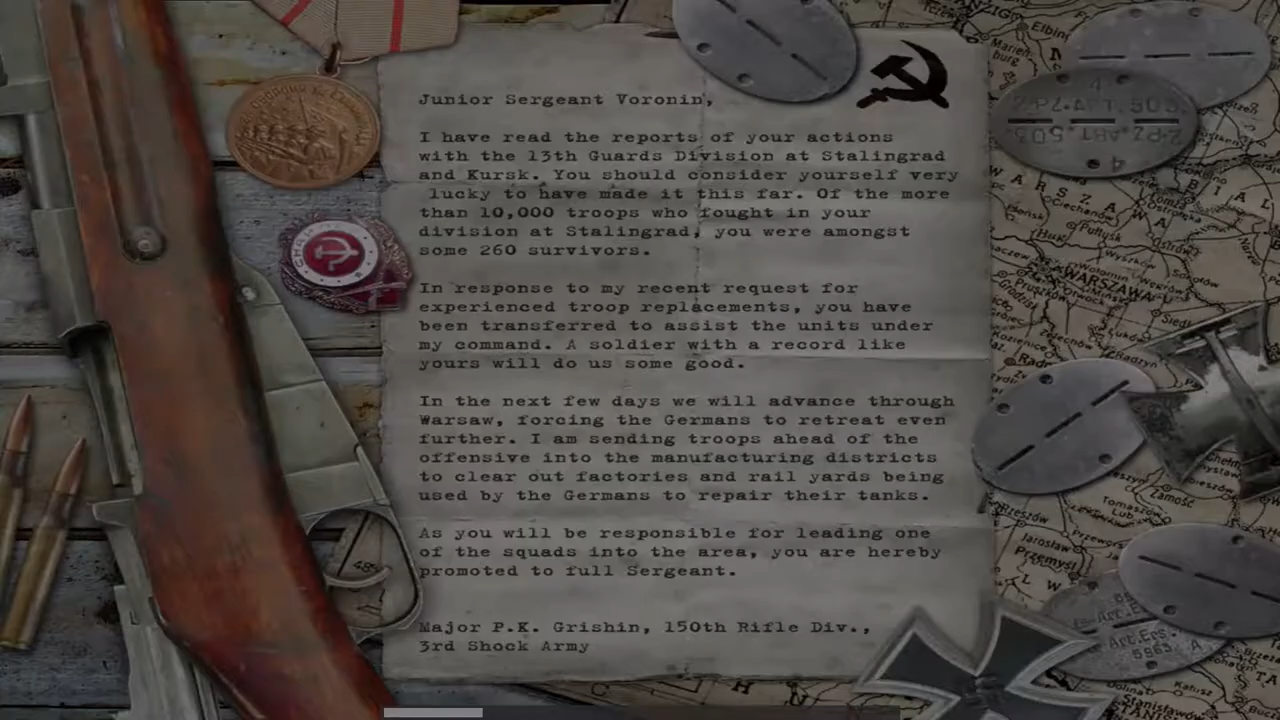 Junior Sergeant Voronin,
I have read the reports of your actions
with the 13th Guards Division at Stalingrad
and Kursk. You should consider yourself very
lucky to have made it this far. Of the more
than 10,000 troops who fought in your
division at Stalingrad, you were amongst
some 260 survivors.
In response to my recent request for
experienced troop replacements, you have
been transferred to assist the units under
my command. A soldier with a record like
yours will do us some good.
In the next few days we will advance through
Warsaw, forcing the Germans to retreat even
further. I am sending troops ahead of the
offensive into the manufacturing districts
to clear out factories and rail yards being
used by the Germans to repair their tanks.
As you will be responsible for leading one
of the squads into the area, you are hereby
promoted to full Sergeant.
Major P.K. Grishin, 150th Rifle Div.,
3rd Shock Army
WARSZAWA
Pułtusk
Ciechanów
Wyszków
Zamość
Rzeszów
Jarosław
Przemyśl